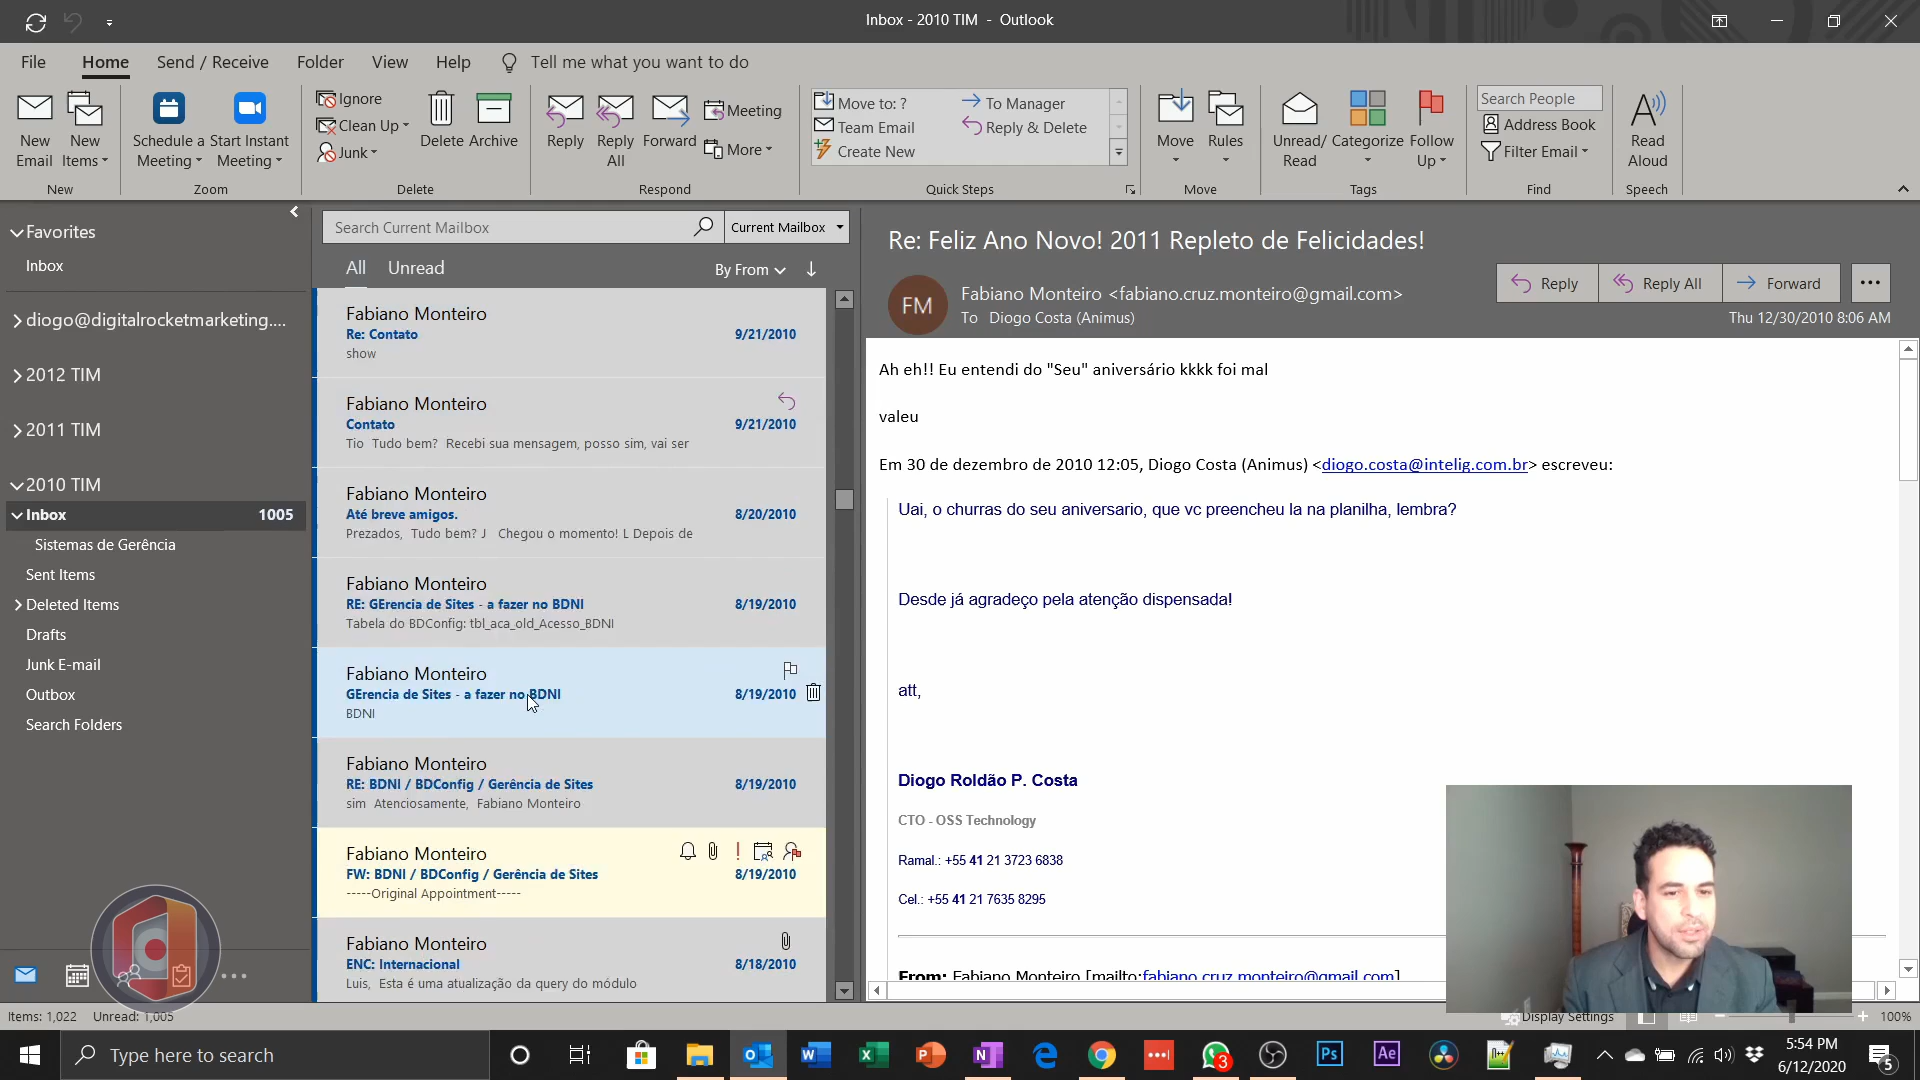 Inbox - 2010 TIM - Outlook
File Home Send / Receive Folder View Help Tell me what you want to do
New Email
New Items
New
Schedule a Meeting
Start Instant Meeting
Zoom
Ignore
Clean Up
Junk
Delete
Archive
Delete
Reply
Reply All
Forward
Meeting
More
Respond
Move to: ?
Team Email
Create New
To Manager
Reply & Delete
Quick Steps
Move
Rules
Move
Unread/ Read
Categorize
Follow Up
Tags
Search People
Address Book
Filter Email
Find
Read Aloud
Speech
Favorites
Inbox
diogo@digitalrocketmarketing....
2012 TIM
2011 TIM
2010 TIM
Inbox 1005
Sistemas de Gerência
Sent Items
Deleted Items
Drafts
Junk E-mail
Outbox
Search Folders
Search Current Mailbox
Current Mailbox
All Unread By From
Fabiano Monteiro
Re: Contato 9/21/2010
show
Fabiano Monteiro
Contato 9/21/2010
Tio Tudo bem? Recebi sua mensagem, posso sim, vai ser
Fabiano Monteiro
Até breve amigos. 8/20/2010
Prezados, Tudo bem? J Chegou o momento! L Depois de
Fabiano Monteiro
RE: GErencia de Sites - a fazer no BDNI 8/19/2010
Tabela do BDConfig: tbl_aca_old_Acesso_BDNI
Fabiano Monteiro
GErencia de Sites - a fazer no BDNI 8/19/2010
BDNI
Fabiano Monteiro
RE: BDNI / BDConfig / Gerência de Sites 8/19/2010
sim Atenciosamente, Fabiano Monteiro
Fabiano Monteiro
FW: BDNI / BDConfig / Gerência de Sites 8/19/2010
-----Original Appointment-----
Fabiano Monteiro
ENC: Internacional 8/18/2010
Luis, Esta é uma atualização da query do módulo
Re: Feliz Ano Novo! 2011 Repleto de Felicidades!
FM
Fabiano Monteiro <fabiano.cruz.monteiro@gmail.com>
To Diogo Costa (Animus)
Reply Reply All Forward
Thu 12/30/2010 8:06 AM
Ah eh!! Eu entendi do "Seu" aniversário kkkk foi mal
valeu
Em 30 de dezembro de 2010 12:05, Diogo Costa (Animus) <diogo.costa@intelig.com.br> escreveu:
Uai, o churras do seu aniversario, que vc preencheu la na planilha, lembra?
Desde já agradeço pela atenção dispensada!
att,
Diogo Roldão P. Costa
CTO - OSS Technology
Ramal.: +55 41 21 3723 6838
Cel.: +55 41 21 7635 8295
From: Fabiano Monteiro [mailto:fabiano.cruz.monteiro@gmail.com]
Items: 1,022 Unread: 1,005
Display Settings
100%
Type here to search
3
Ps
Ae
5:54 PM
6/12/2020
5